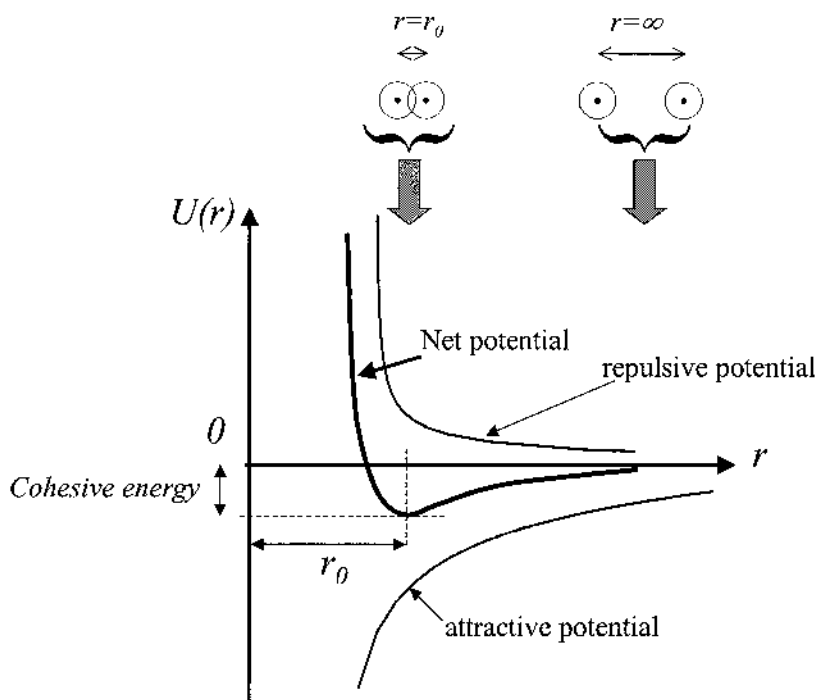 r=r₀
r=∞
U(r)
Net potential
repulsive potential
0
r
Cohesive energy
r₀
attractive potential